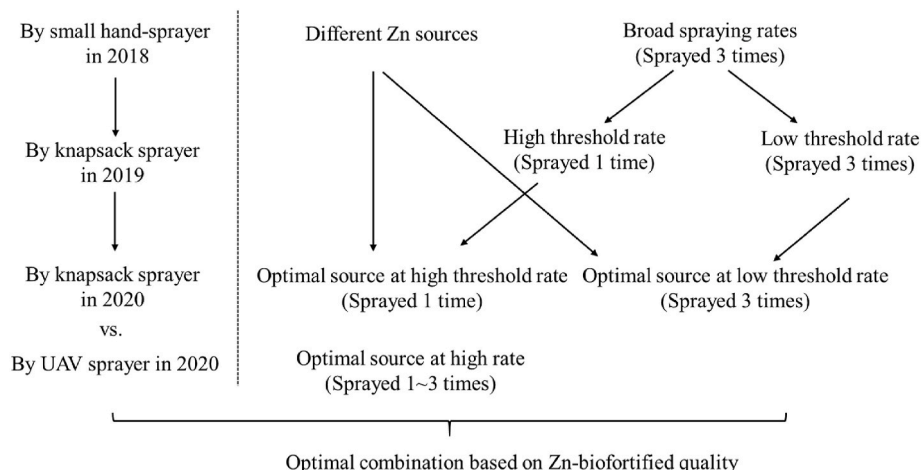 By small hand-sprayer
in 2018
Different Zn sources
Broad spraying rates
(Sprayed 3 times)
By knapsack sprayer
in 2019
High threshold rate
(Sprayed 1 time)
Low threshold rate
(Sprayed 3 times)
By knapsack sprayer
in 2020
vs.
By UAV sprayer in 2020
Optimal source at high threshold rate
(Sprayed 1 time)
Optimal source at low threshold rate
(Sprayed 3 times)
Optimal source at high rate
(Sprayed 1~3 times)
Optimal combination based on Zn-biofortified quality